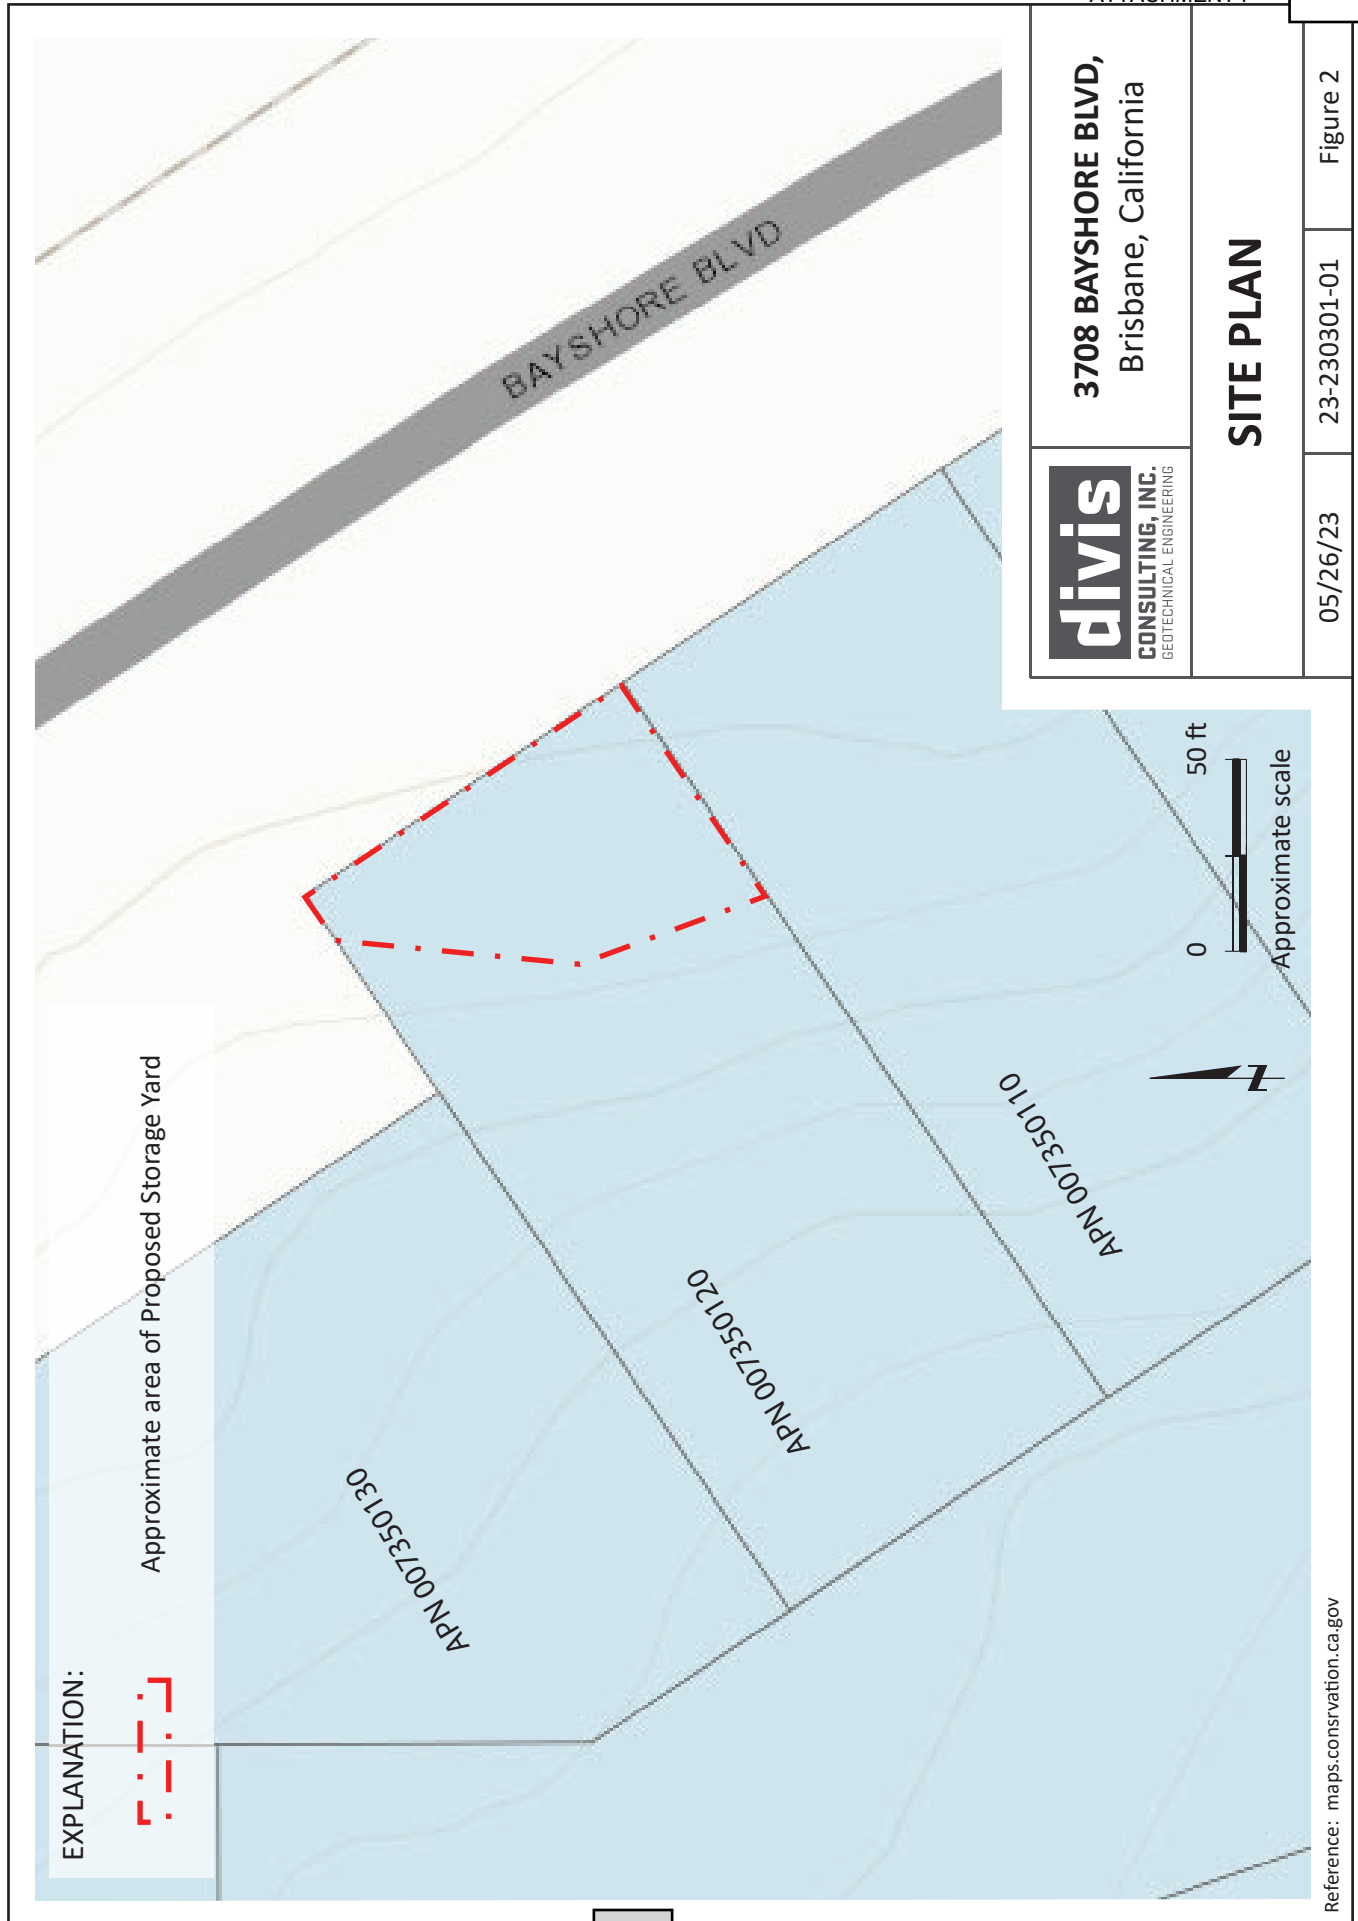 EXPLANATION:
Approximate area of Proposed Storage Yard
BAYSHORE BLVD
APN 007350130
APN 007350120
APN 007350110
0
50 ft
Approximate scale
N
Reference: maps.consrvation.ca.gov
divis
CONSULTING, INC.
GEOTECHNICAL ENGINEERING
3708 BAYSHORE BLVD,
Brisbane, California
SITE PLAN
05/26/23
23-230301-01
Figure 2